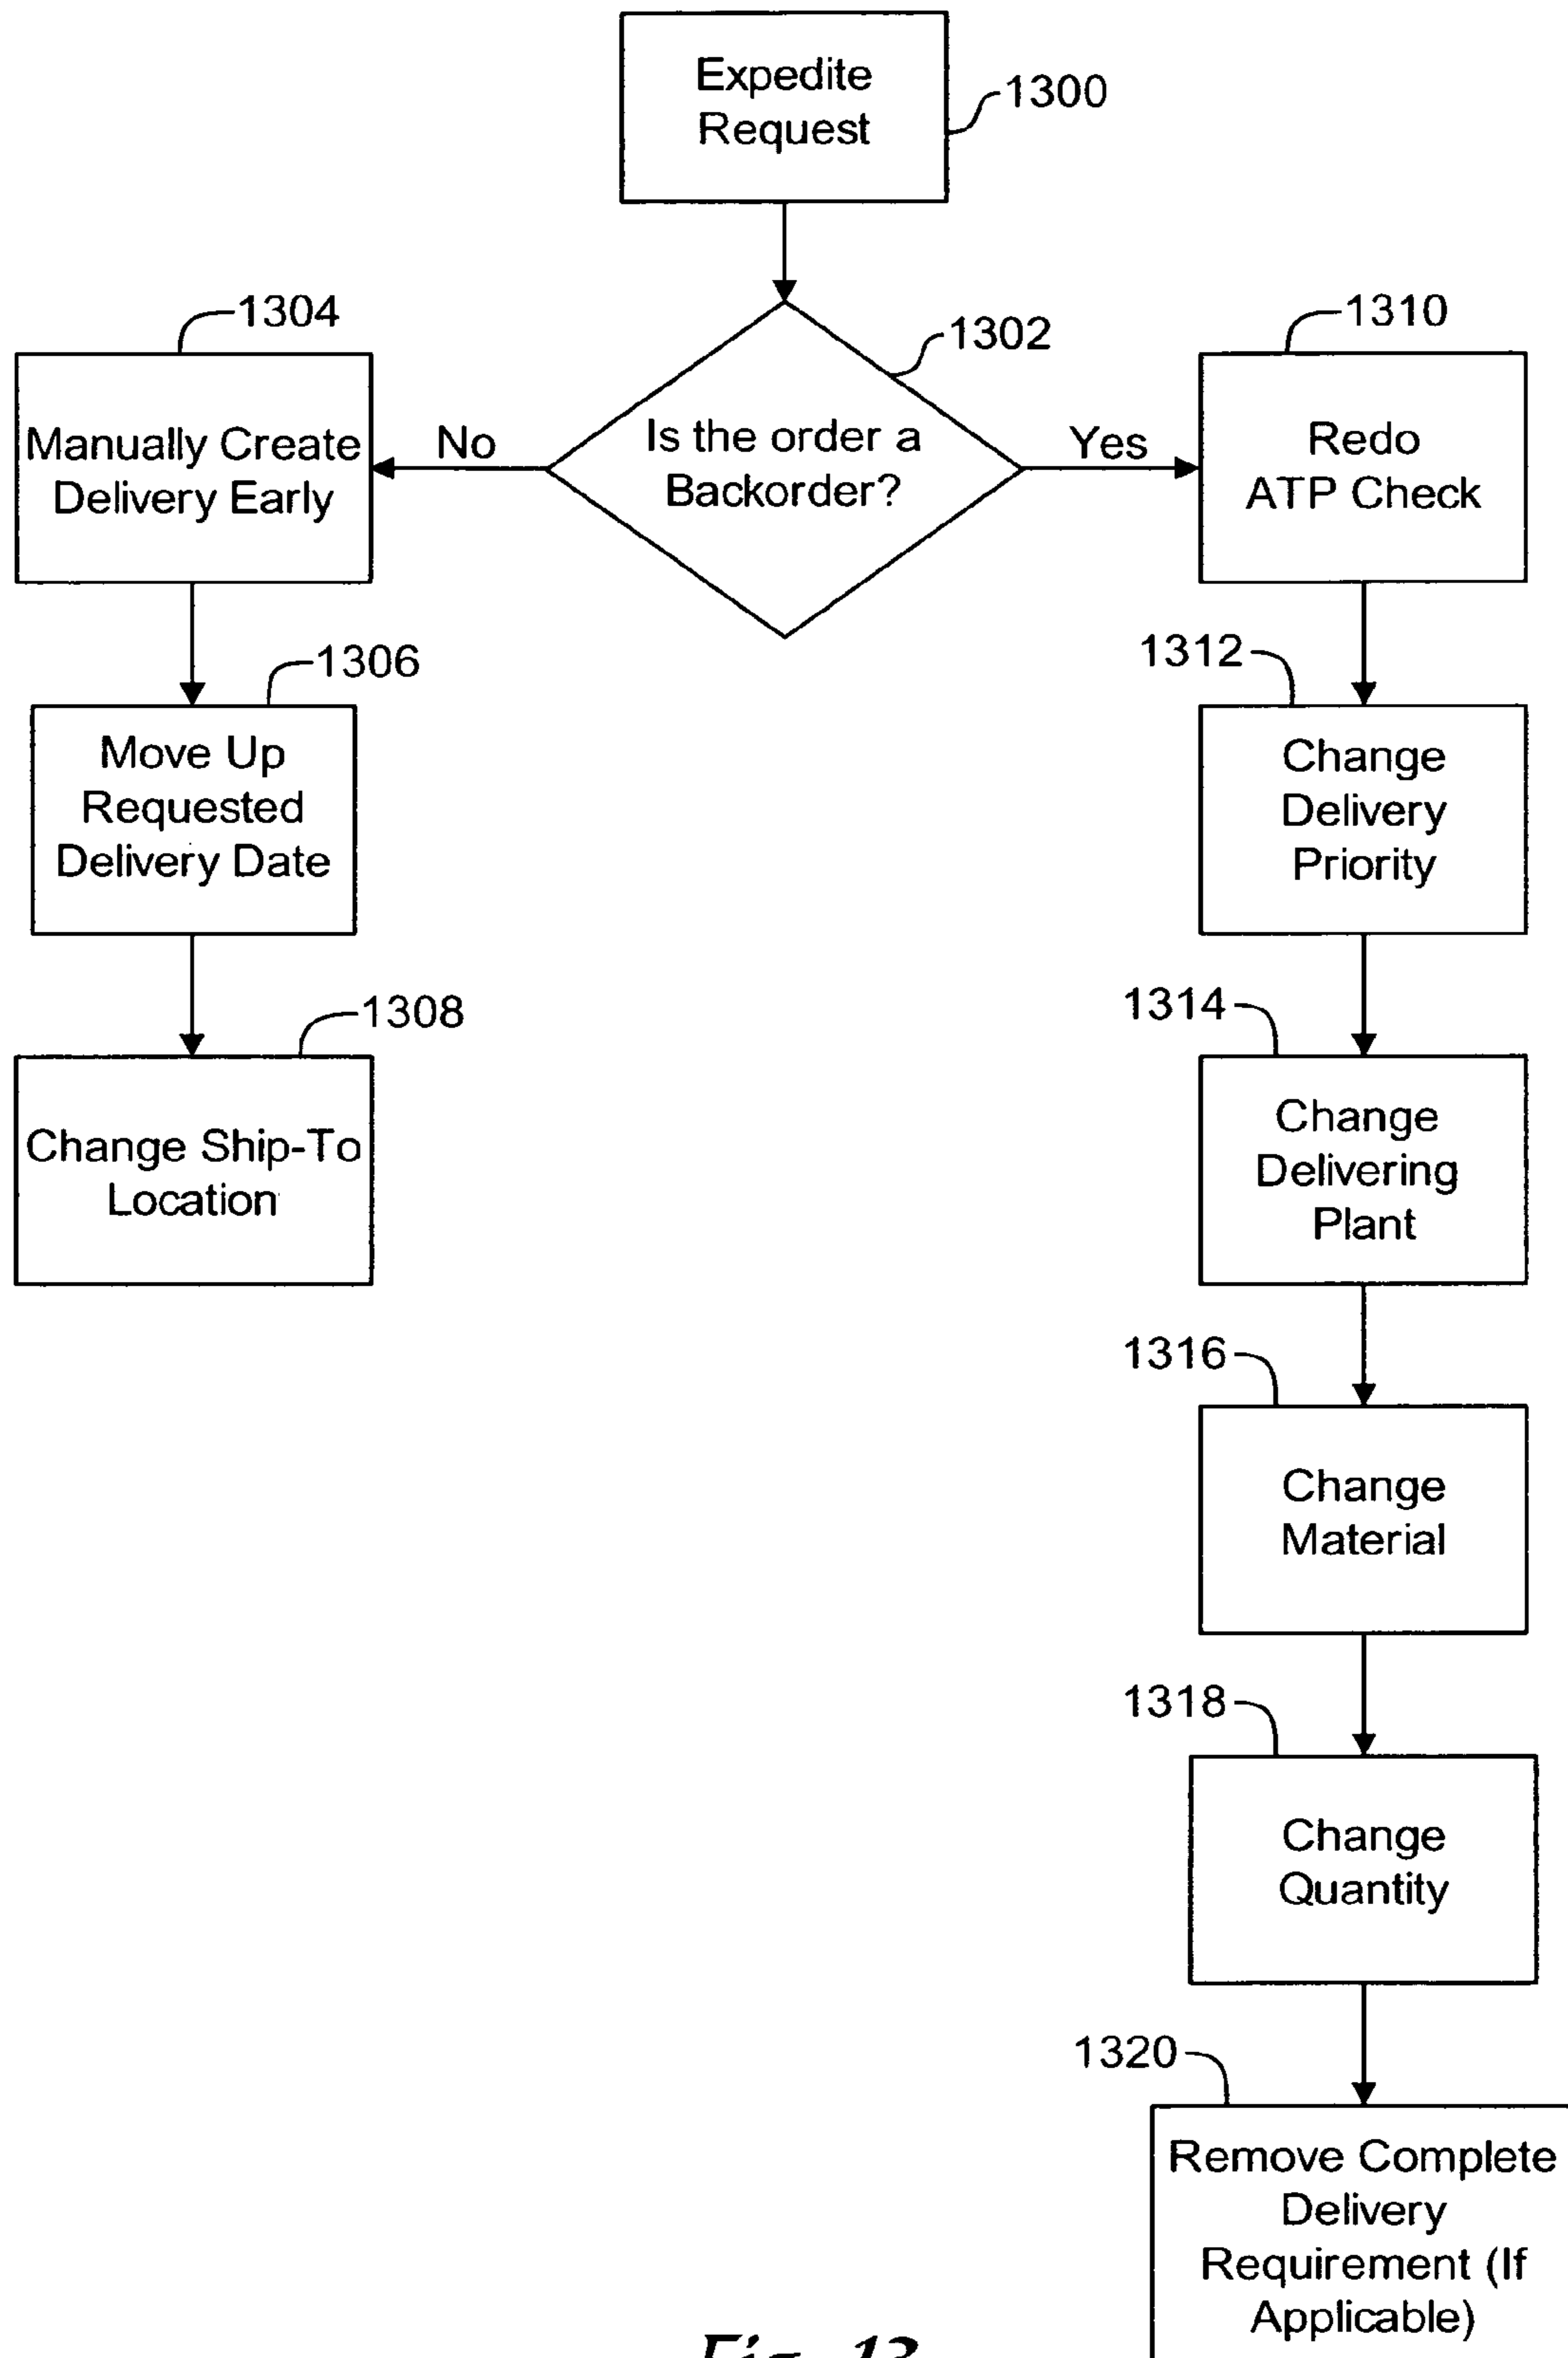 Expedite
Request
1300
1304
1302
1310
Manually Create
Delivery Early
No
Is the order a
Backorder?
Yes
Redo
ATP Check
1306
1312
Move Up
Requested
Delivery Date
Change
Delivery
Priority
1308
1314
Change Ship-To
Location
Change
Delivering
Plant
1316
Change
Material
1318
Change
Quantity
1320
Remove Complete
Delivery
Requirement (If
Applicable)
Fig. 13